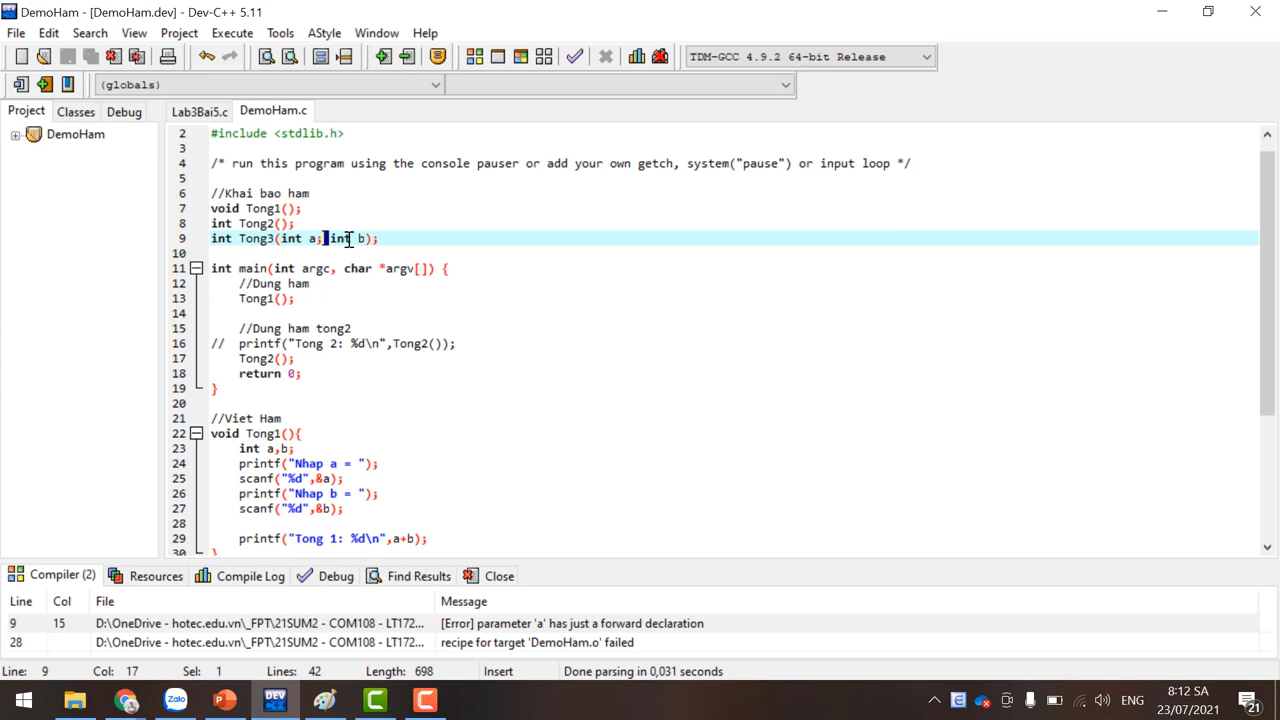 DemoHam - [DemoHam.dev] - Dev-C++ 5.11
File Edit Search View Project Execute Tools AStyle Window Help
TDM-GCC 4.9.2 64-bit Release
(globals)
Project Classes Debug Lab3Bai5.c DemoHam.c
DemoHam
2 #include <stdlib.h>
3
4 /* run this program using the console pauser or add your own getch, system("pause") or input loop */
5
6 //Khai bao ham
7 void Tong1();
8 int Tong2();
9 int Tong3(int a; int b);
10
11 int main(int argc, char *argv[]) {
12 //Dung ham
13 Tong1();
14
15 //Dung ham tong2
16 // printf("Tong 2: %d\n",Tong2());
17 Tong2();
18 return 0;
19 }
20
21 //Viet Ham
22 void Tong1(){
23 int a,b;
24 printf("Nhap a = ");
25 scanf("%d",&a);
26 printf("Nhap b = ");
27 scanf("%d",&b);
28
29 printf("Tong 1: %d\n",a+b);
30 }
Compiler (2) Resources Compile Log Debug Find Results Close
Line Col File Message
9 15 D:\OneDrive - hotec.edu.vn\_FPT\21SUM2 - COM108 - LT172... [Error] parameter 'a' has just a forward declaration
28 D:\OneDrive - hotec.edu.vn\_FPT\21SUM2 - COM108 - LT172... recipe for target 'DemoHam.o' failed
Line: 9 Col: 17 Sel: 1 Lines: 42 Length: 698 Insert Done parsing in 0,031 seconds
Zalo DEV ENG 8:12 SA
23/07/2021 21